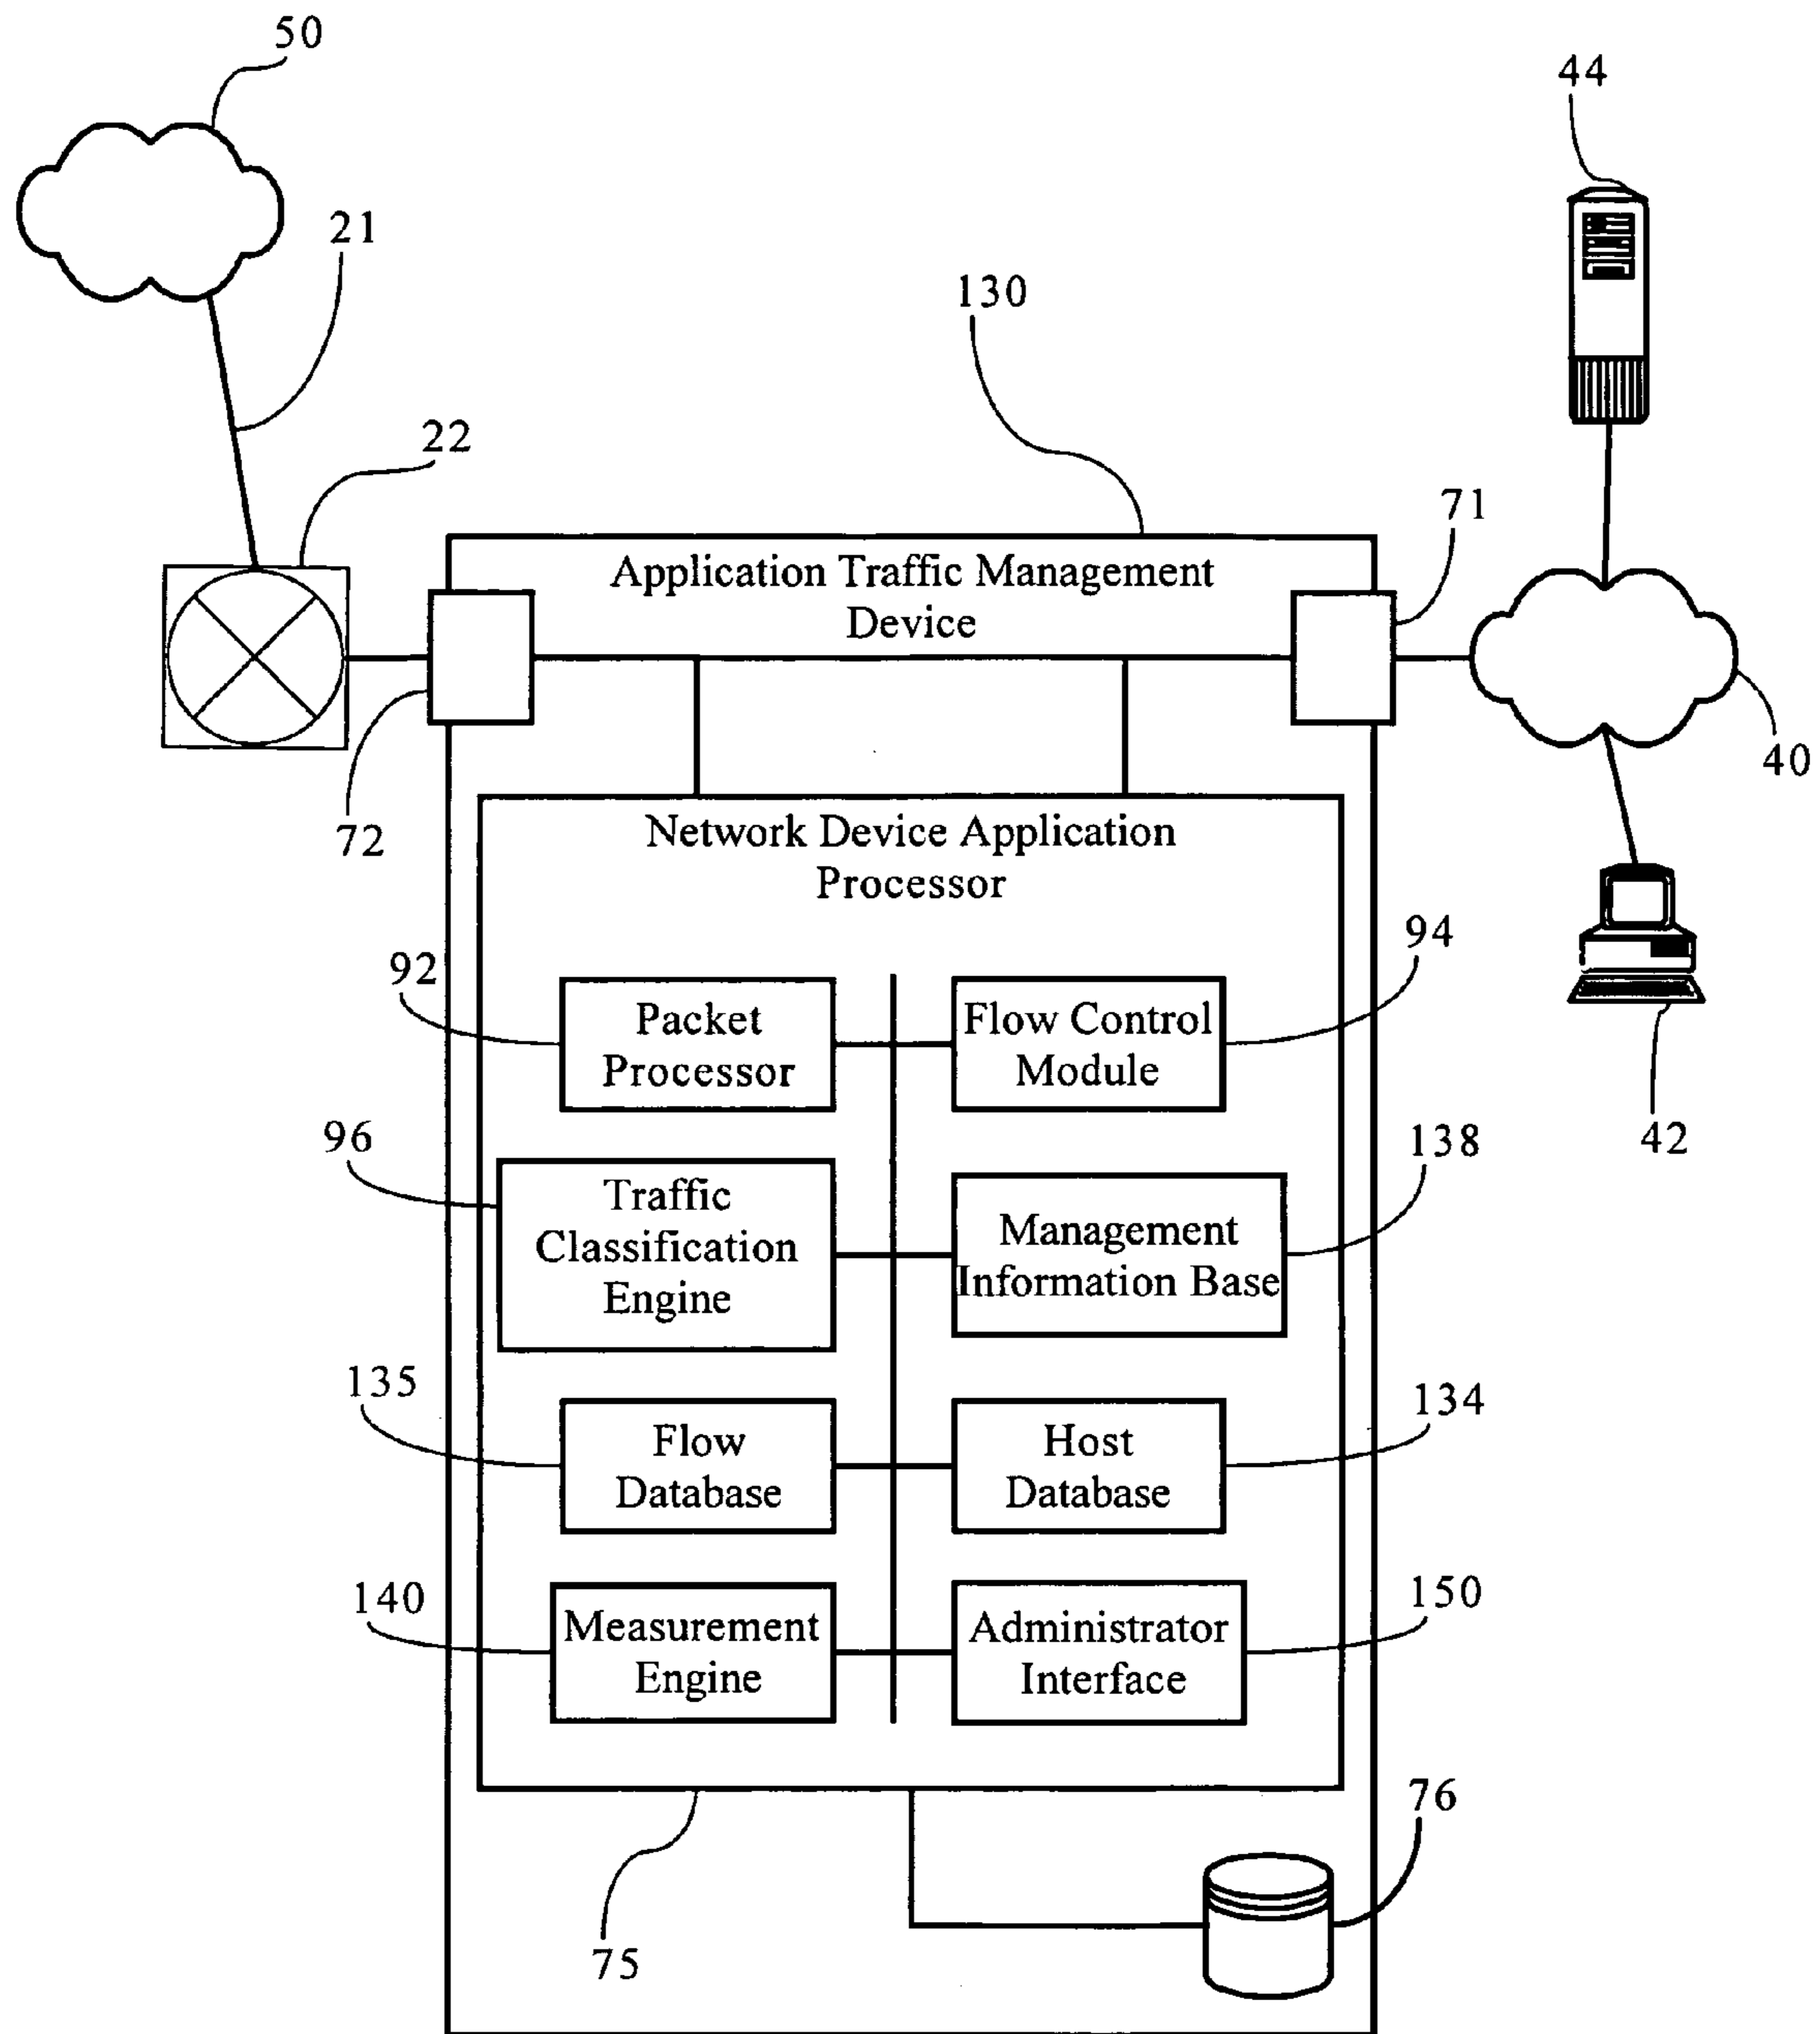 50
44
21
130
22
71
Application Traffic Management
Device
40
72
Network Device Application
Processor
92
94
Packet
Processor
Flow Control
Module
42
96
138
Traffic
Classification
Engine
Management
Information Base
135
134
Flow
Database
Host
Database
140
150
Measurement
Engine
Administrator
Interface
76
75